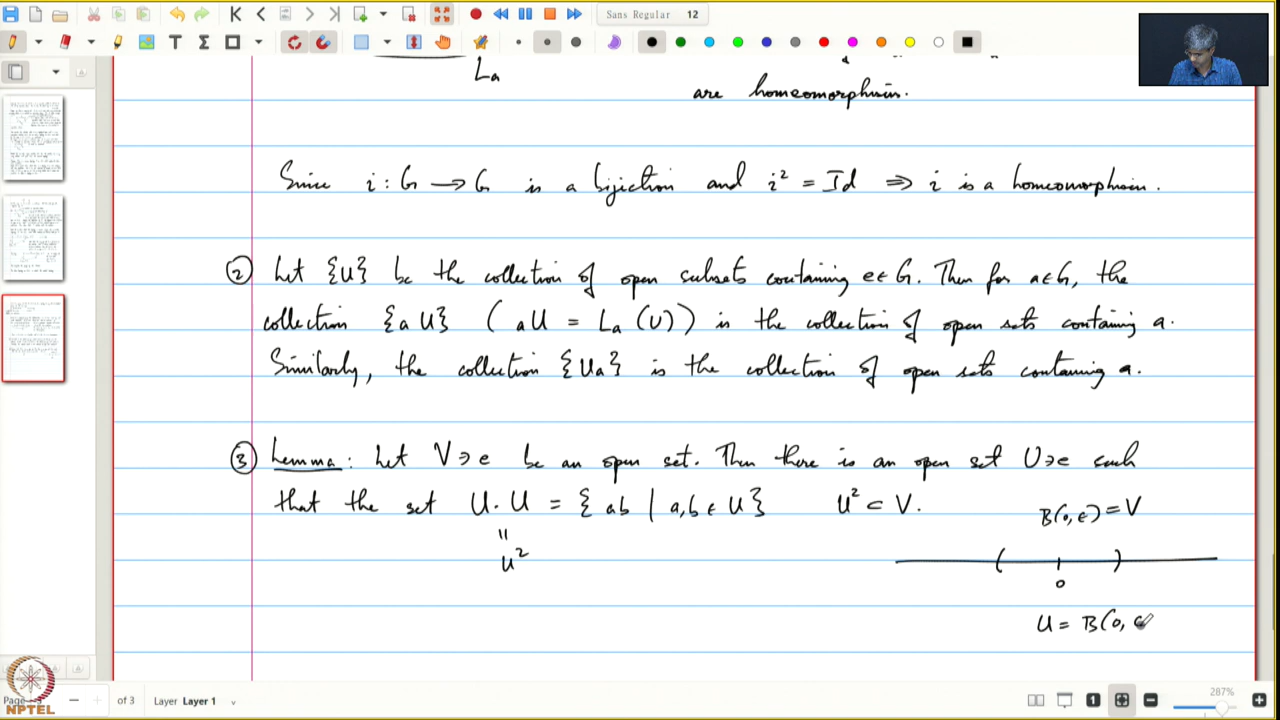 Sans Regular 12
La
are homeomorphism.
Since i : G → G is a bijection and i² = Id ⇒ i is a homeomorphism.
② Let {U} be the collection of open subsets containing e ∈ G. Then for a ∈ G, the
collection {aU} ( aU = La (U)) is the collection of open sets containing a.
Similarly, the collection {Ua} is the collection of open sets containing a.
③ Lemma: Let V ∋ e be an open set. Then there is an open set U ∋ e such
that the set U·U = { ab | a,b ∈ U } U² ⊂ V.
B(0,ε) = V
=
U²
( )
0
U = B(0,
NPTEL
Page
of 3
Layer Layer 1
287%